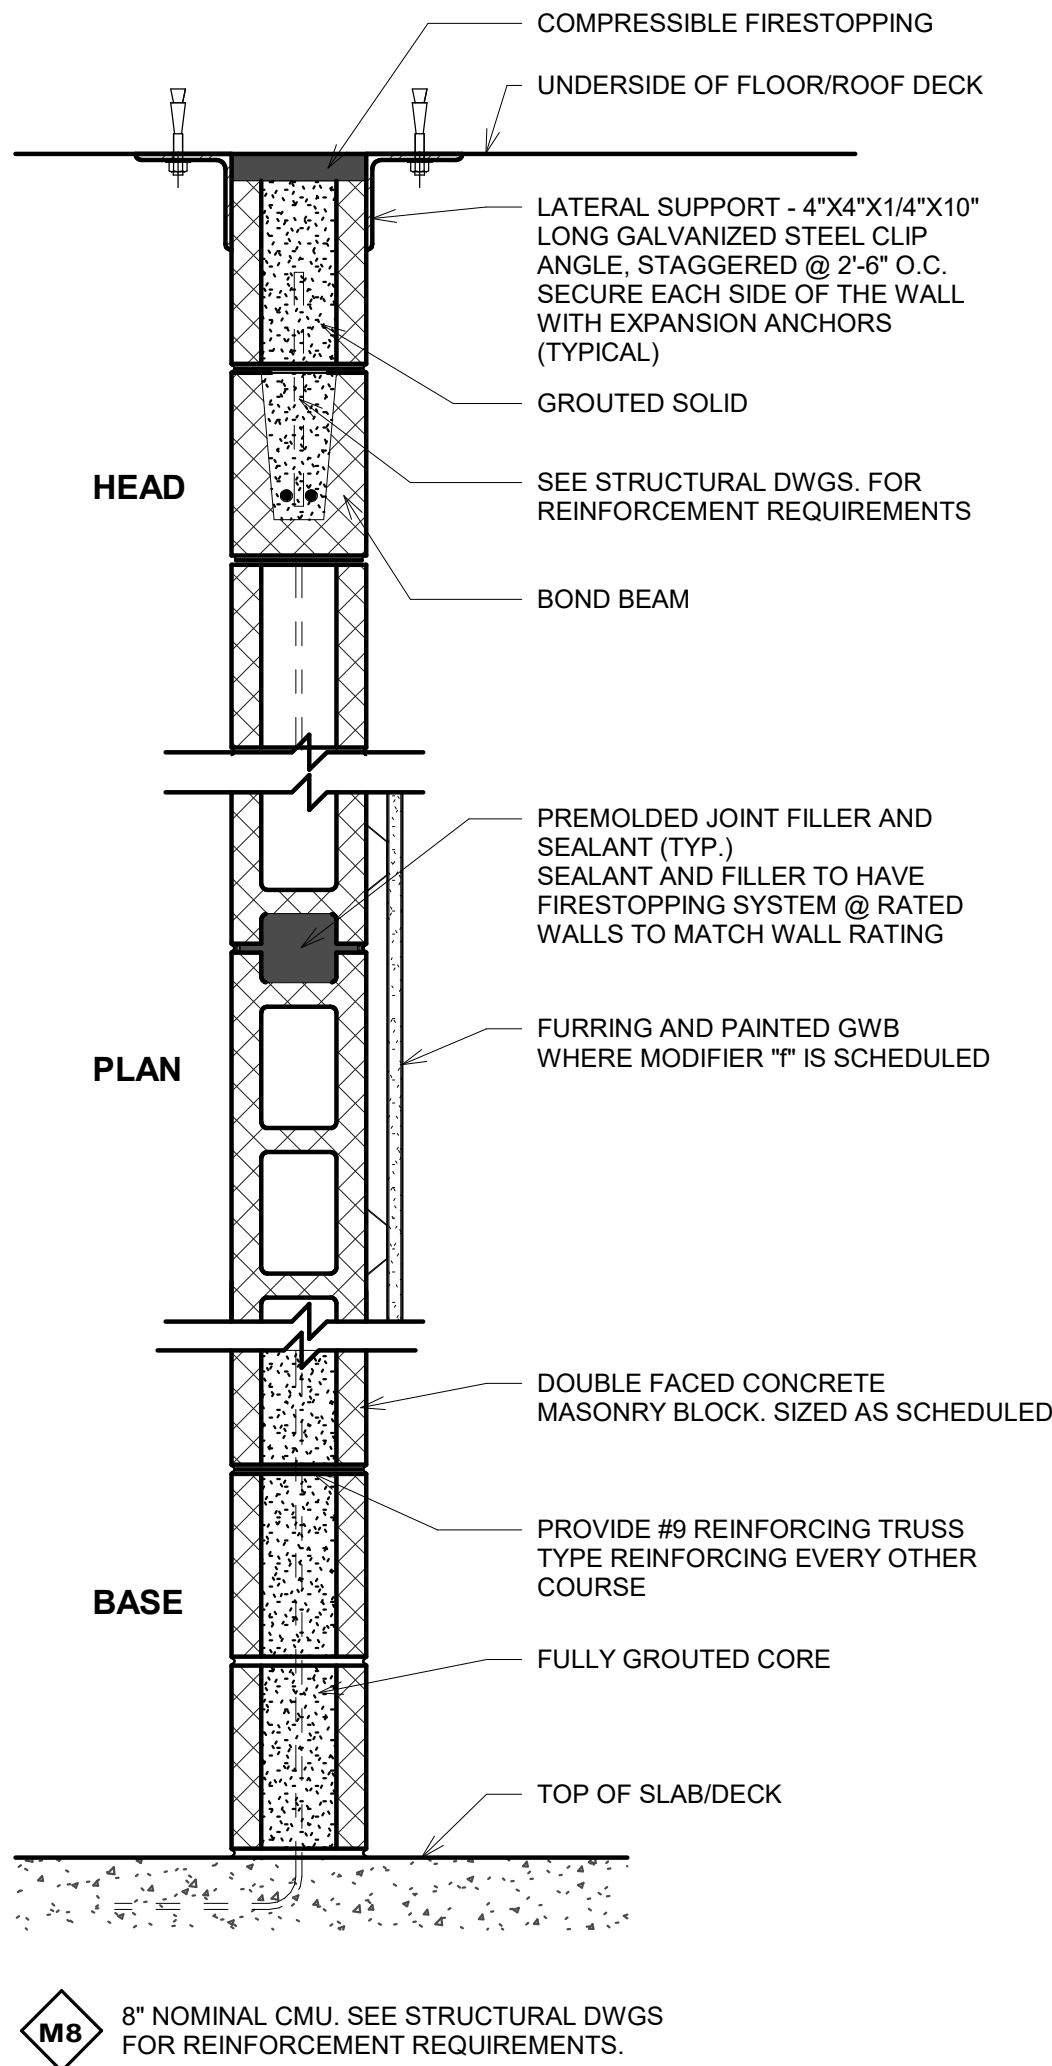 COMPRESSIBLE FIRESTOPPING
UNDERSIDE OF FLOOR/ROOF DECK
LATERAL SUPPORT - 4"X4"X1/4"X10"
LONG GALVANIZED STEEL CLIP
ANGLE, STAGGERED @ 2'-6" O.C.
SECURE EACH SIDE OF THE WALL
WITH EXPANSION ANCHORS
(TYPICAL)
GROUTED SOLID
HEAD
SEE STRUCTURAL DWGS. FOR
REINFORCEMENT REQUIREMENTS
BOND BEAM
PREMOLDED JOINT FILLER AND
SEALANT (TYP.)
SEALANT AND FILLER TO HAVE
FIRESTOPPING SYSTEM @ RATED
WALLS TO MATCH WALL RATING
PLAN
FURRING AND PAINTED GWB
WHERE MODIFIER "f" IS SCHEDULED
DOUBLE FACED CONCRETE
MASONRY BLOCK. SIZED AS SCHEDULED
PROVIDE #9 REINFORCING TRUSS
TYPE REINFORCING EVERY OTHER
COURSE
BASE
FULLY GROUTED CORE
TOP OF SLAB/DECK
M8
8" NOMINAL CMU. SEE STRUCTURAL DWGS
FOR REINFORCEMENT REQUIREMENTS.